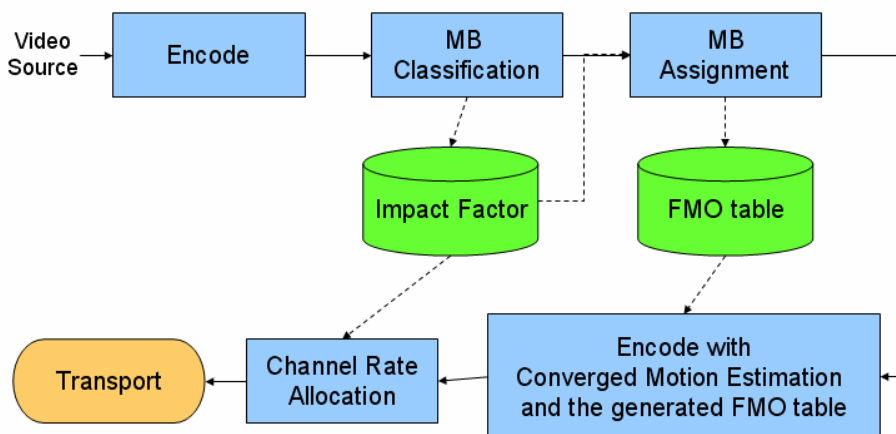 Video
Source
Encode
MB
Classification
MB
Assignment
Impact Factor
FMO table
Transport
Channel Rate
Allocation
Encode with
Converged Motion Estimation
and the generated FMO table